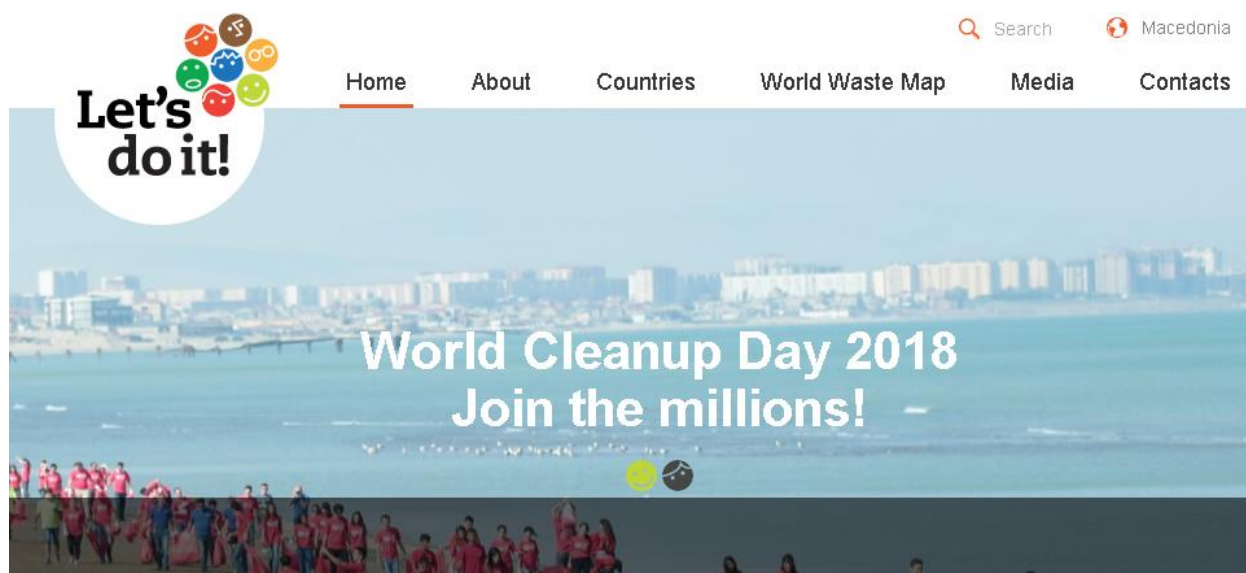 Search
Macedonia
Home About Countries World Waste Map Media Contacts
Let's
do it!
World Cleanup Day 2018
Join the millions!